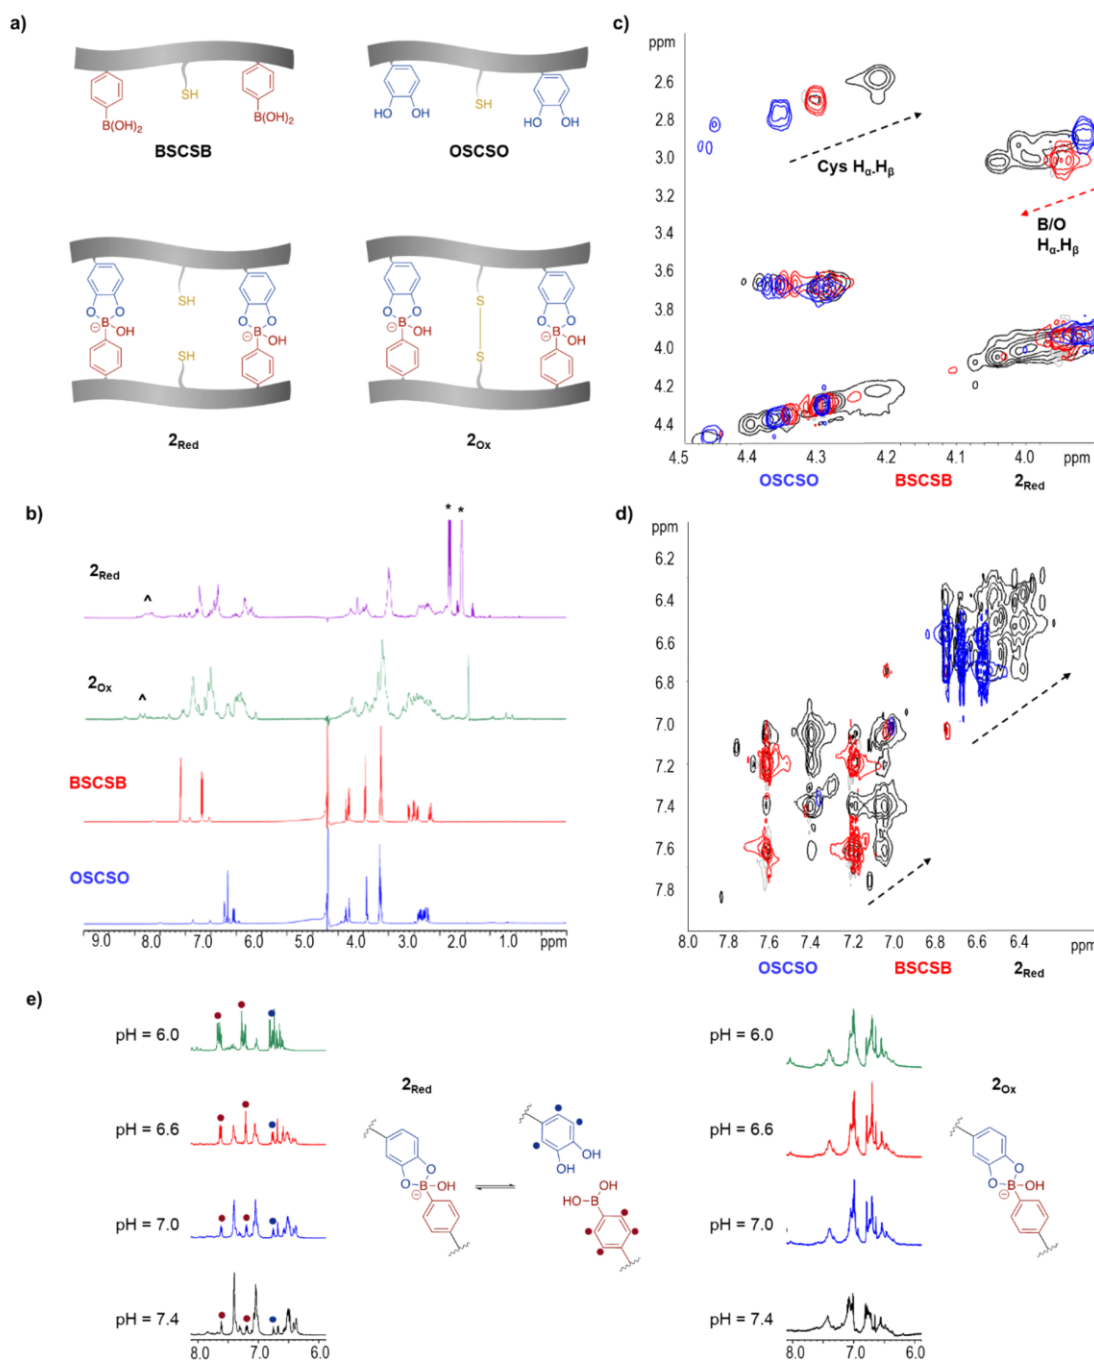 a)
SH
B(OH)2
B(OH)2
BSCSB
HO OH
SH
HO OH
OSCSO
O O
B OH
⊖
SH
SH
O O
B OH
⊖
2Red
O O
B OH
⊖
S
S
O O
B OH
⊖
2Ox
b)
* *
2Red
^
2Ox
^
BSCSB
OSCSO
9.0 8.0 7.0 6.0 4.0 3.0 2.0 1.0 ppm
c)
ppm
2.6
2.8
3.0
3.2
3.4
3.6
3.8
4.0
4.2
4.4
Cys Hα-Hβ
B/O
Hα-Hβ
4.5 4.4 4.3 4.2 4.1 4.0 ppm
OSCSO BSCSB 2Red
d)
ppm
6.2
6.4
6.6
6.8
7.0
7.2
7.4
7.6
7.8
8.0 7.8 7.6 7.4 7.2 7.0 6.8 6.6 6.4 ppm
OSCSO BSCSB 2Red
e)
pH = 6.0
pH = 6.6
pH = 7.0
pH = 7.4
8.0 7.0 6.0
2Red
O
O B OH
⊖
OH
OH
HO OH
B
pH = 6.0
pH = 6.6
pH = 7.0
pH = 7.4
8.0 7.0 6.0
2Ox
O
O B OH
⊖